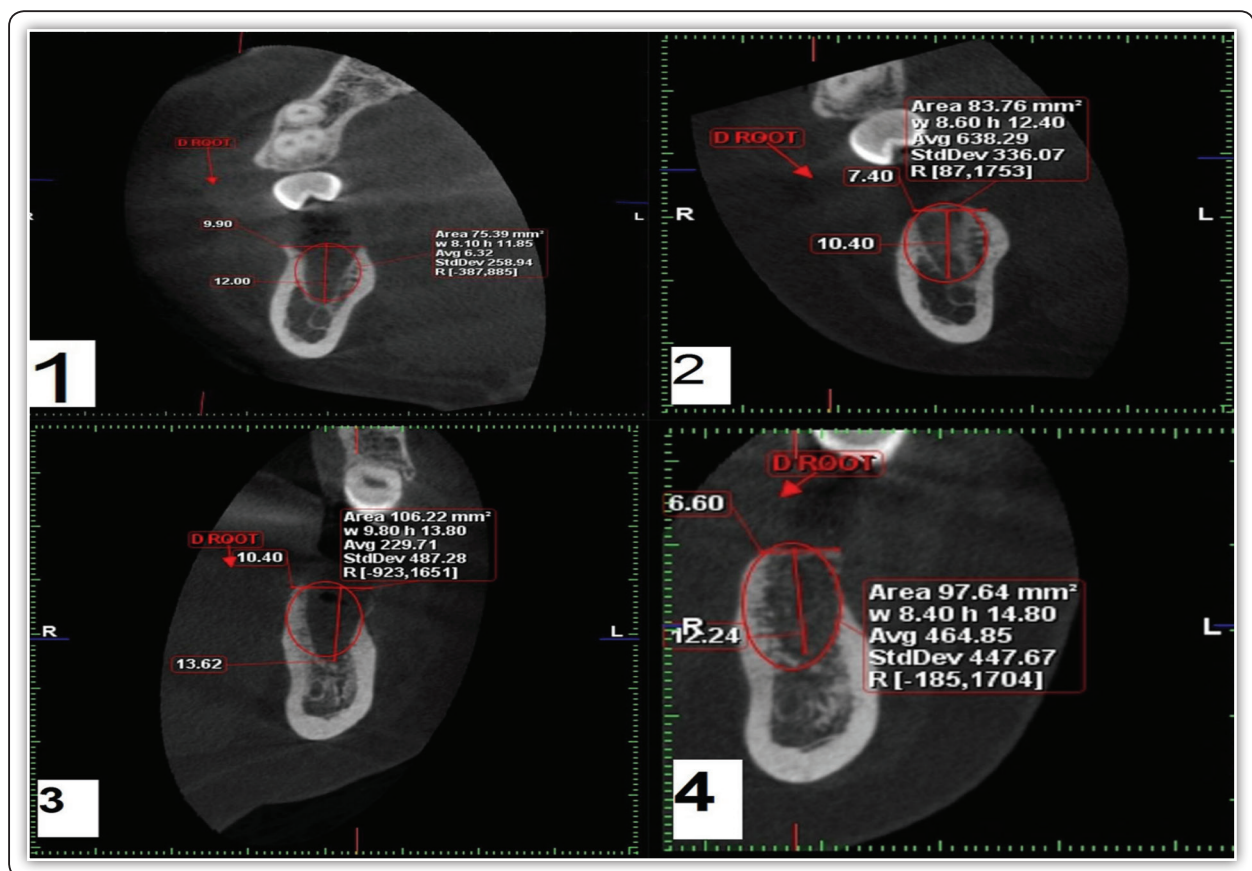 D ROOT
9.90
12.00
Area 75.39 mm²
w 8.10 h 11.85
Avg 6.32
StdDev 258.94
R [-387,885]
R
L
1
D ROOT
Area 83.76 mm²
w 8.60 h 12.40
Avg 638.29
StdDev 336.07
R [87,1753]
7.40
10.40
R
L
2
D ROOT
10.40
Area 106.22 mm²
w 9.80 h 13.80
Avg 229.71
StdDev 487.28
R [-923,1651]
R
L
13.62
3
D ROOT
6.60
Area 97.64 mm²
w 8.40 h 14.80
Avg 464.85
StdDev 447.67
R [-185,1704]
R
12.24
L
4